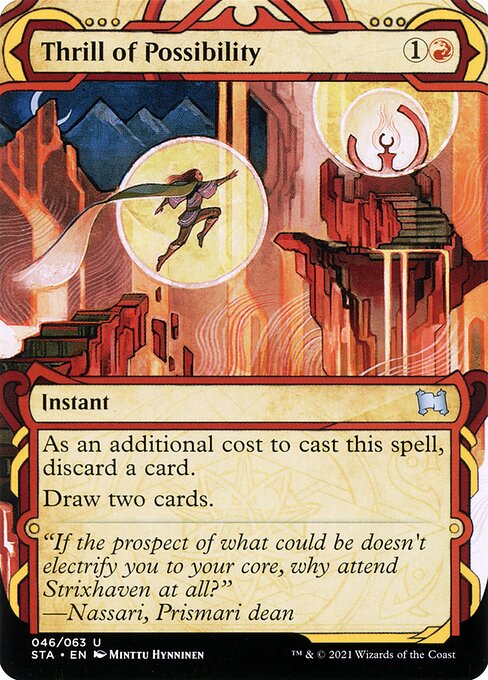 Thrill of Possibility 1
Instant
As an additional cost to cast this spell,
discard a card.
Draw two cards.
“If the prospect of what could be doesn't
electrify you to your core, why attend
Strixhaven at all?”
—Nassari, Prismari dean
046/063 U
STA • EN Minttu Hynninen
™ & © 2021 Wizards of the Coast